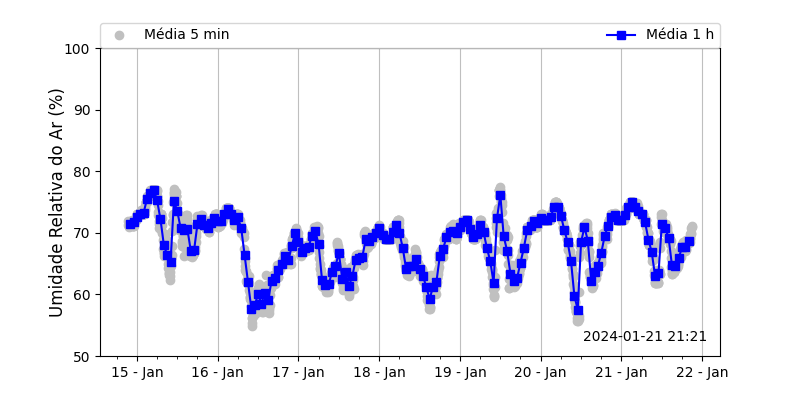 Média 5 min
Média 1 h
Umidade Relativa do Ar (%)
100
90
80
70
60
50
2024-01-21 21:21
15 - Jan
16 - Jan
17 - Jan
18 - Jan
19 - Jan
20 - Jan
21 - Jan
22 - Jan